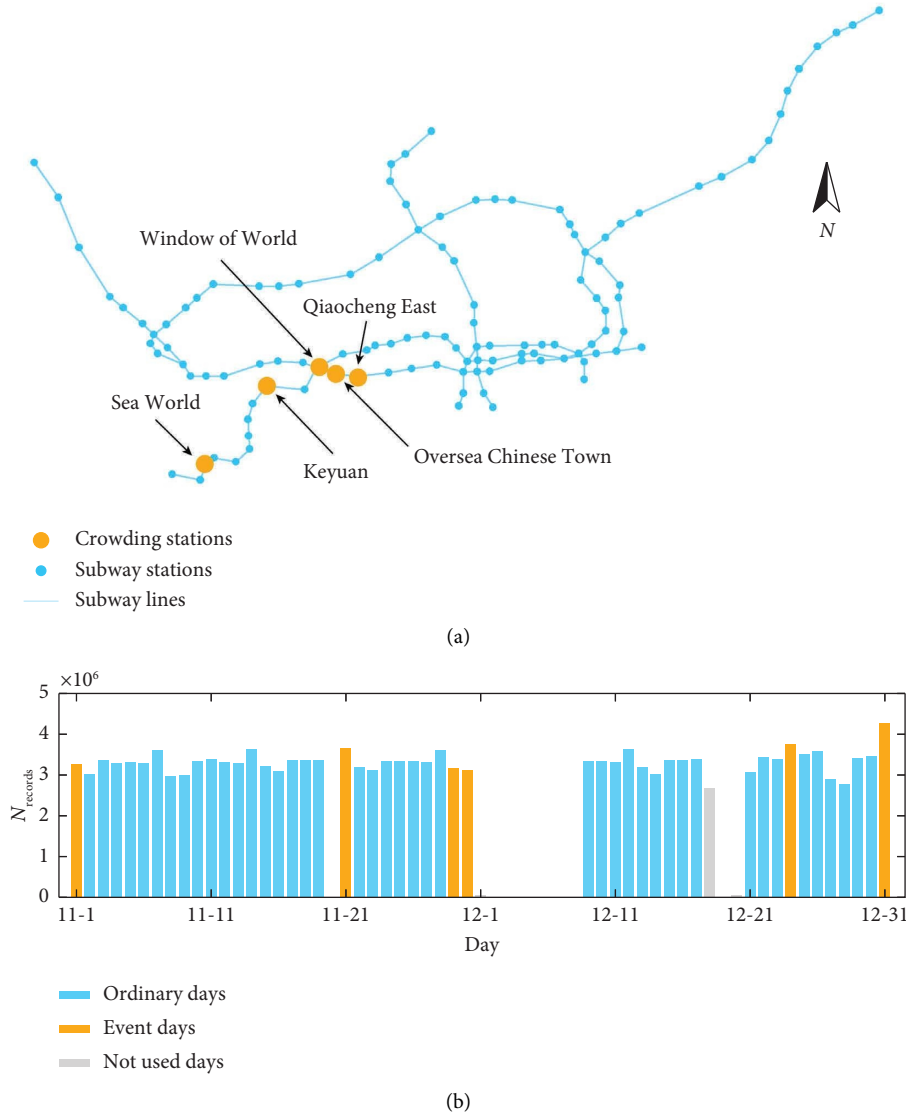 Window of World
N
Qiaocheng East
Sea World
Oversea Chinese Town
Keyuan
Crowding stations
Subway stations
Subway lines
(a)
×10⁶
5
4
3
2
1
0
N_records
11-1 11-11 11-21 12-1 12-11 12-21 12-31
Day
Ordinary days
Event days
Not used days
(b)